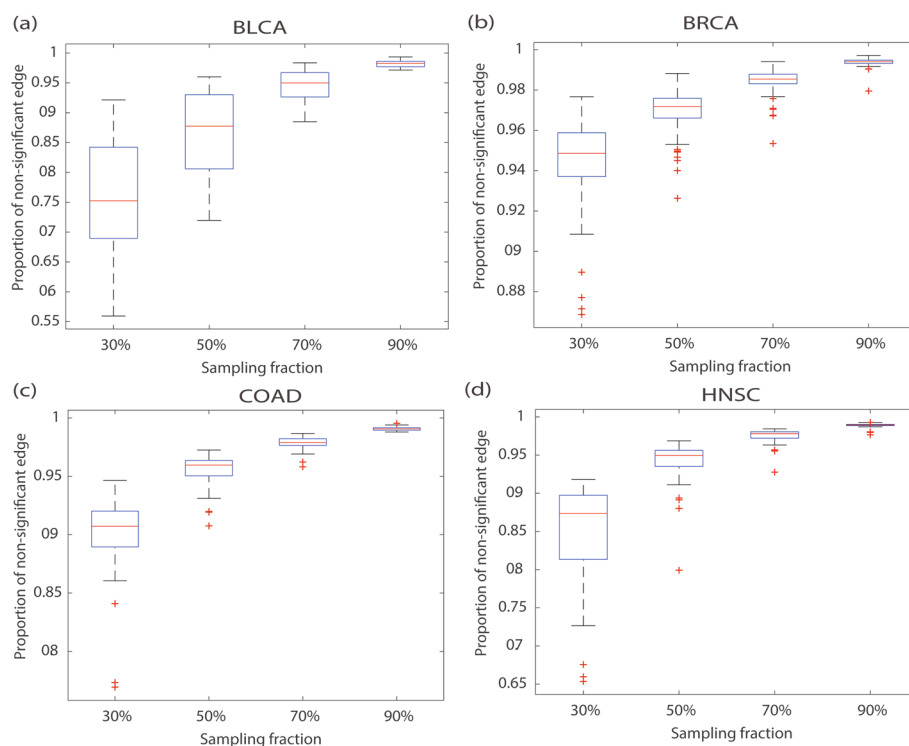 (a)
BLCA
Proportion of non-significant edge
1
0.95
09
0.85
08
0.75
07
0.65
06
0.55
30% 50% 70% 90%
Sampling fraction
(b)
BRCA
Proportion of non-significant edge
1
0.98
0.96
0.94
0.92
09
0.88
30% 50% 70% 90%
Sampling fraction
(c)
COAD
Proportion of non-significant edge
1
0.95
09
0.85
08
30% 50% 70% 90%
Sampling fraction
(d)
HNSC
Proportion of non-significant edge
1
0.95
09
0.85
08
0.75
07
0.65
30% 50% 70% 90%
Sampling fraction